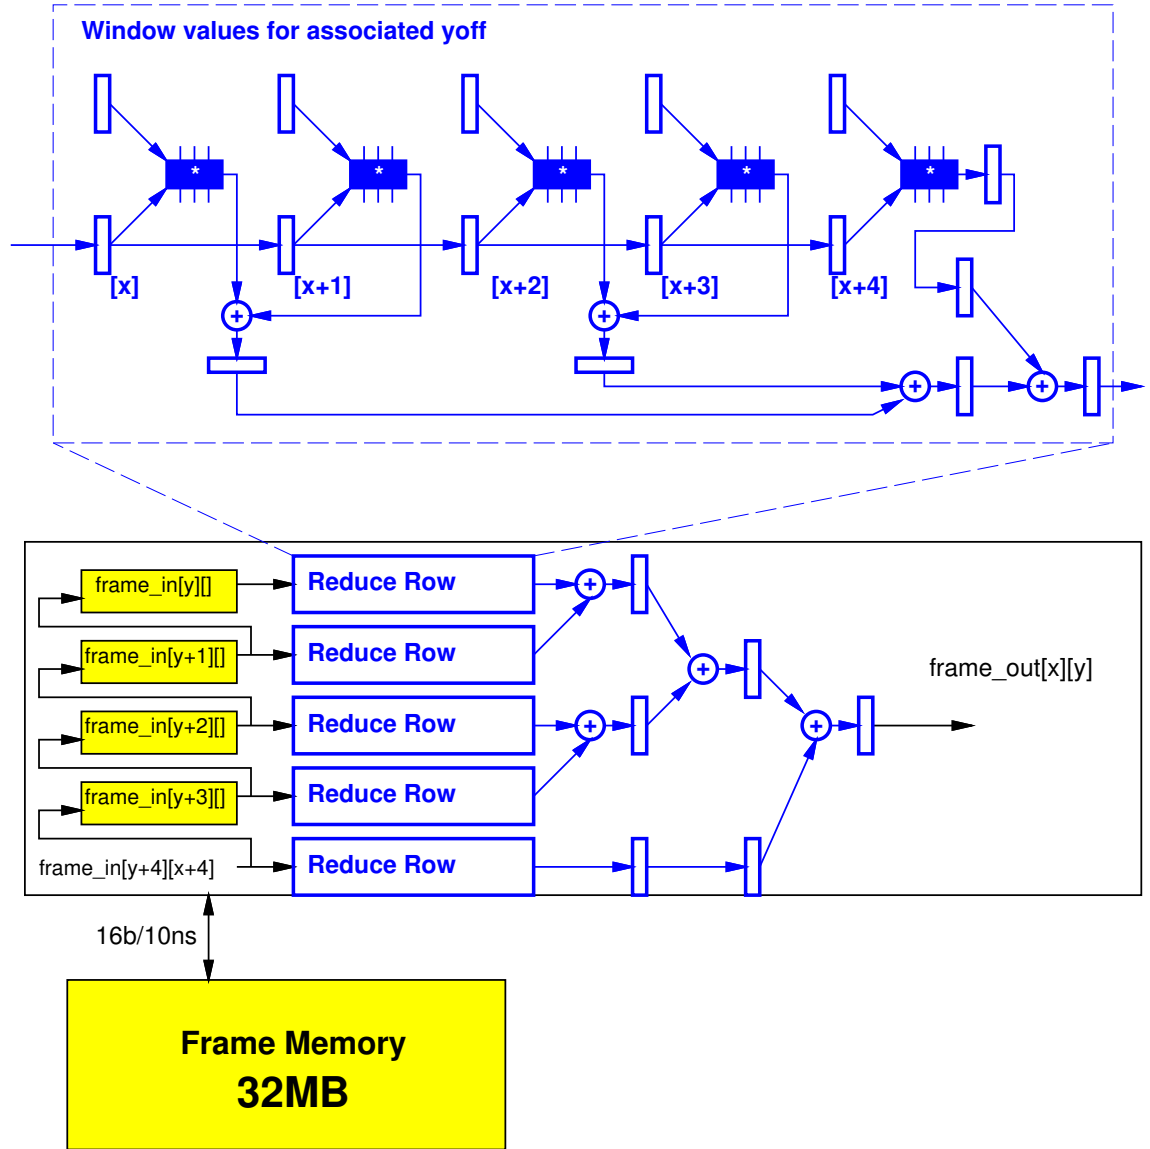 Window values for associated yoff
* * * * *
[x] [x+1] [x+2] [x+3] [x+4]
+ +
+ +
frame_in[y][] Reduce Row +
frame_in[y+1][] Reduce Row
+ frame_out[x][y]
frame_in[y+2][] Reduce Row + +
frame_in[y+3][] Reduce Row
frame_in[y+4][x+4] Reduce Row
16b/10ns
Frame Memory
32MB